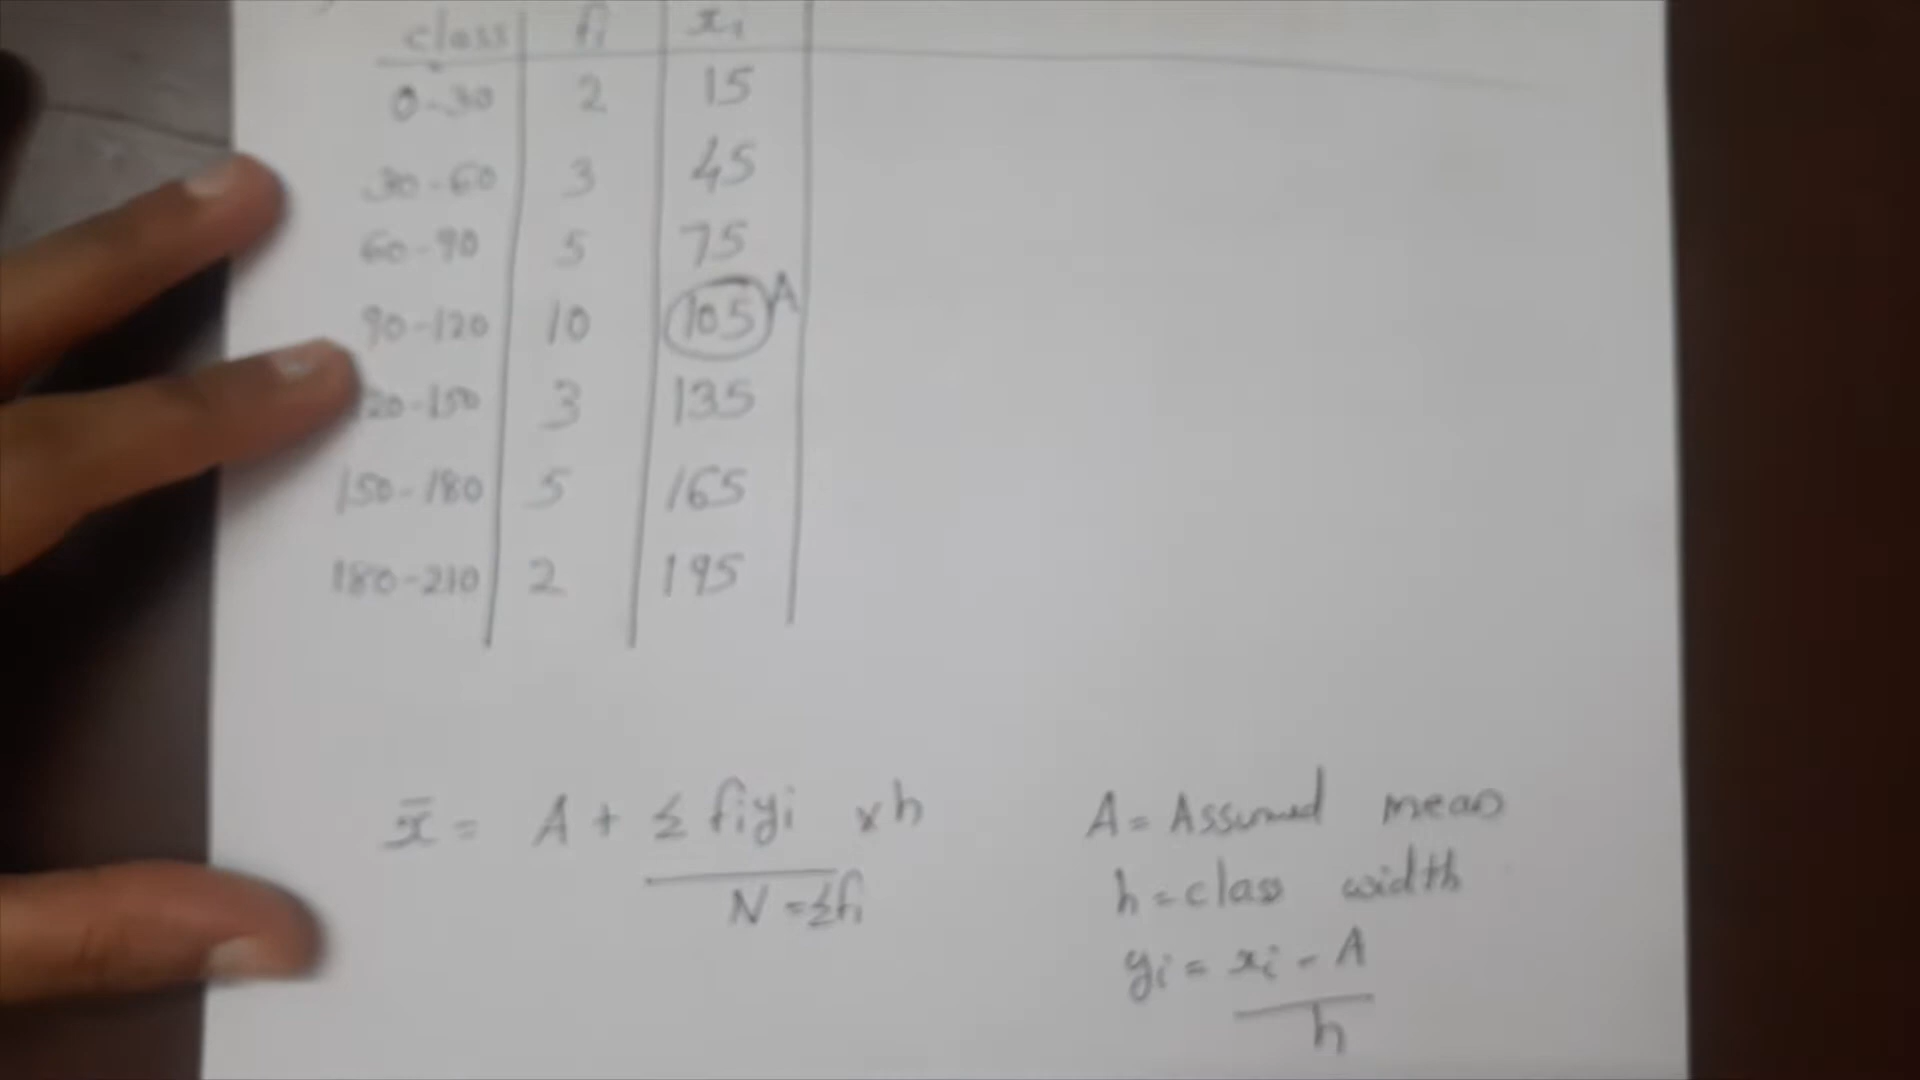 class fi xi
0-30 2 15
30-60 3 45
60-90 5 75
90-120 10 105 A
20-150 3 135
150-180 5 165
180-210 2 195
x̄ = A + Σ fiyi × h
N = Σfi
A = Assumed mean
h = class width
yi = xi - A
h